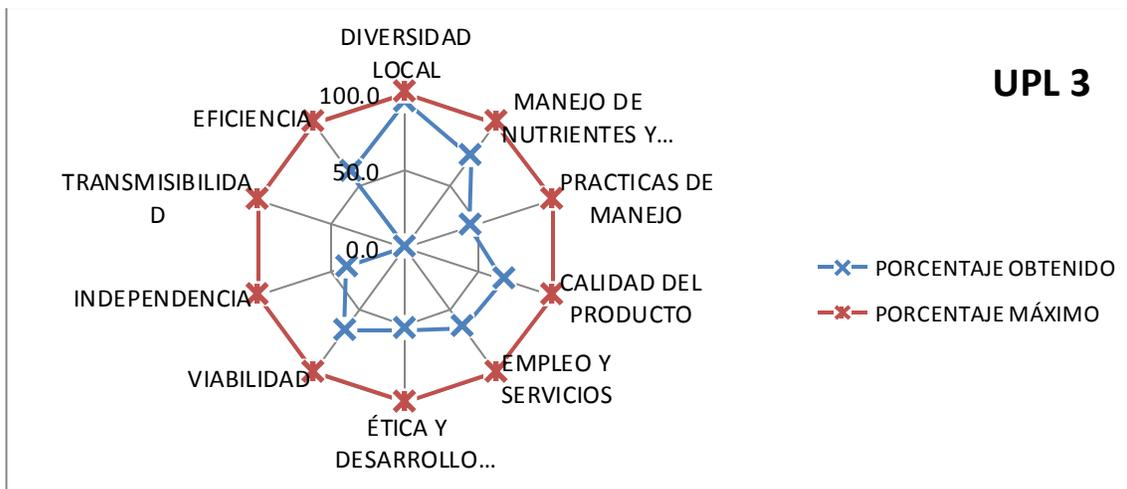 DIVERSIDAD
LOCAL
UPL 3
100.0
MANEJO DE
NUTRIENTES Y...
EFICIENCIA
50.0
TRANSMISIBILIDA
D
PRACTICAS DE
MANEJO
0.0
PORCENTAJE OBTENIDO
INDEPENDENCIA
CALIDAD DEL
PRODUCTO
PORCENTAJE MÁXIMO
VIABILIDAD
EMPLEO Y
SERVICIOS
ÉTICA Y
DESARROLLO...